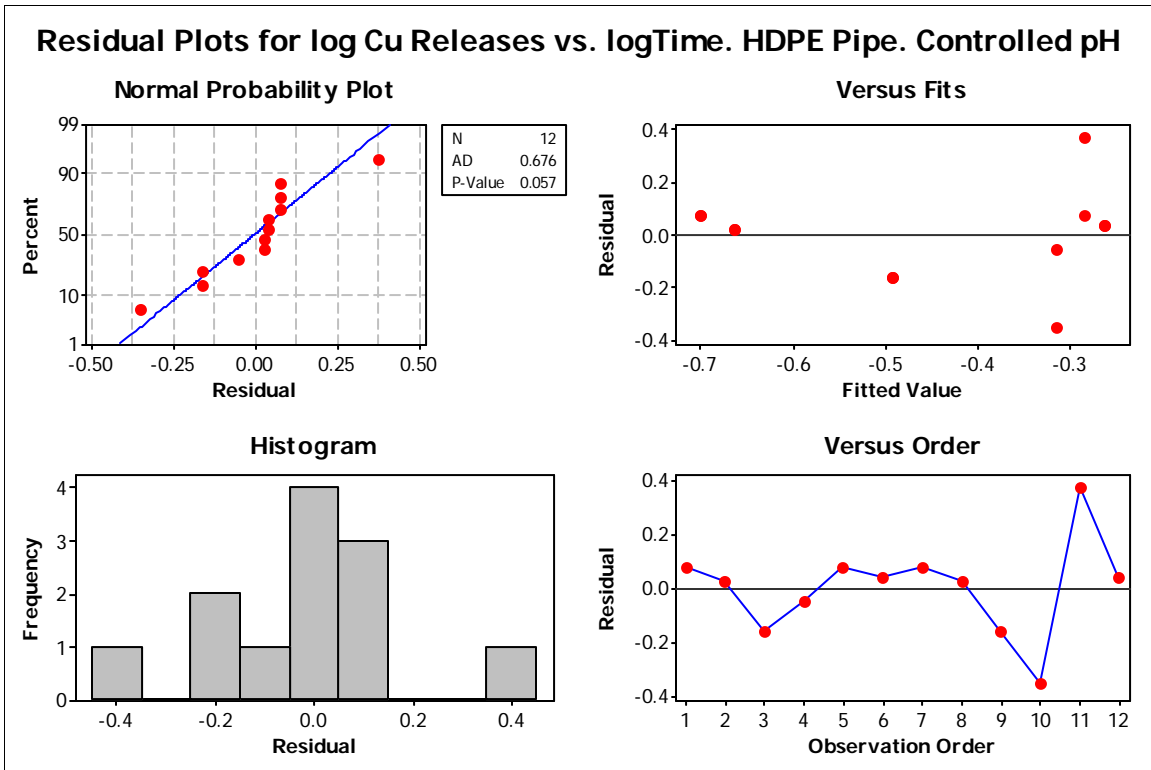 Residual Plots for log Cu Releases vs. logTime. HDPE Pipe. Controlled pH
Normal Probability Plot
99
90
50
10
1
Percent
-0.50
-0.25
0.00
0.25
0.50
Residual
N 12
AD 0.676
P-Value 0.057
Versus Fits
0.4
0.2
0.0
-0.2
-0.4
Residual
-0.7
-0.6
-0.5
-0.4
-0.3
Fitted Value
Histogram
4
3
2
1
0
Frequency
-0.4
-0.2
0.0
0.2
0.4
Residual
Versus Order
0.4
0.2
0.0
-0.2
-0.4
Residual
1 2 3 4 5 6 7 8 9 10 11 12
Observation Order